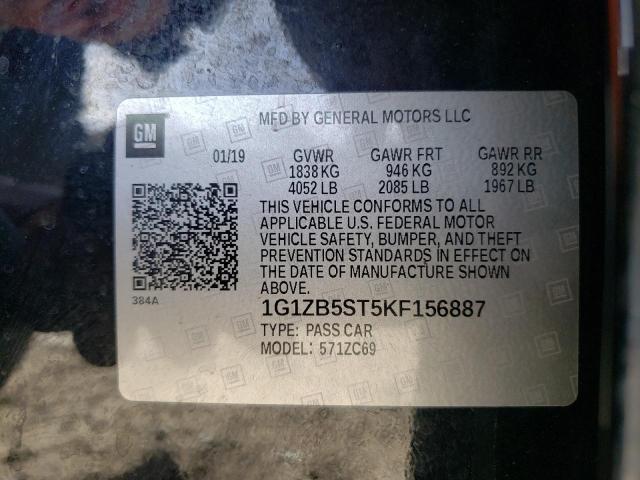 GM
MFD BY GENERAL MOTORS LLC
01/19 GVWR GAWR FRT GAWR RR
1838 KG 946 KG 892 KG
4052 LB 2085 LB 1967 LB
THIS VEHICLE CONFORMS TO ALL
APPLICABLE U.S. FEDERAL MOTOR
VEHICLE SAFETY, BUMPER, AND THEFT
PREVENTION STANDARDS IN EFFECT ON
THE DATE OF MANUFACTURE SHOWN
ABOVE.
384A
1G1ZB5ST5KF156887
TYPE: PASS CAR
MODEL: 571ZC69